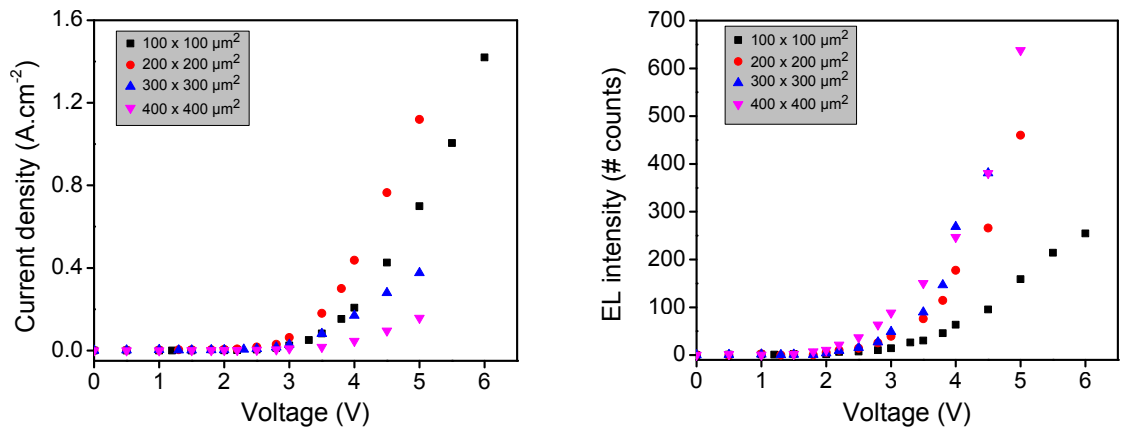 1.6
1.2
0.8
0.4
0.0
Current density (A.cm⁻²)
100 x 100 µm²
200 x 200 µm²
300 x 300 µm²
400 x 400 µm²
0 1 2 3 4 5 6
Voltage (V)
700
600
500
400
300
200
100
0
EL intensity (# counts)
100 x 100 µm²
200 x 200 µm²
300 x 300 µm²
400 x 400 µm²
0 1 2 3 4 5 6
Voltage (V)